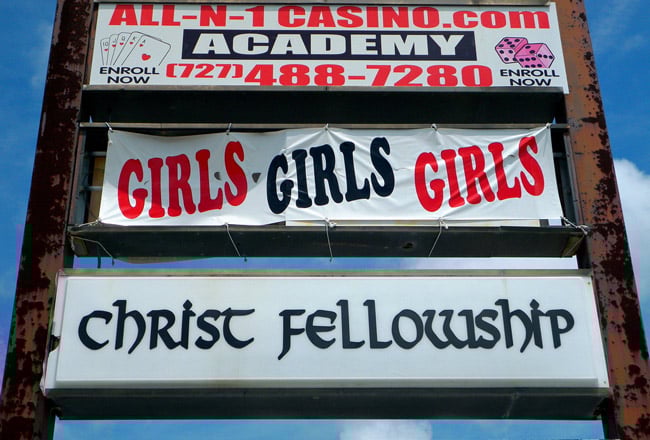 ALL-N-1 CASINO.com
ACADEMY
ENROLL NOW
(727) 488-7280
ENROLL NOW
GIRLS GIRLS GIRLS
Christ Fellowship